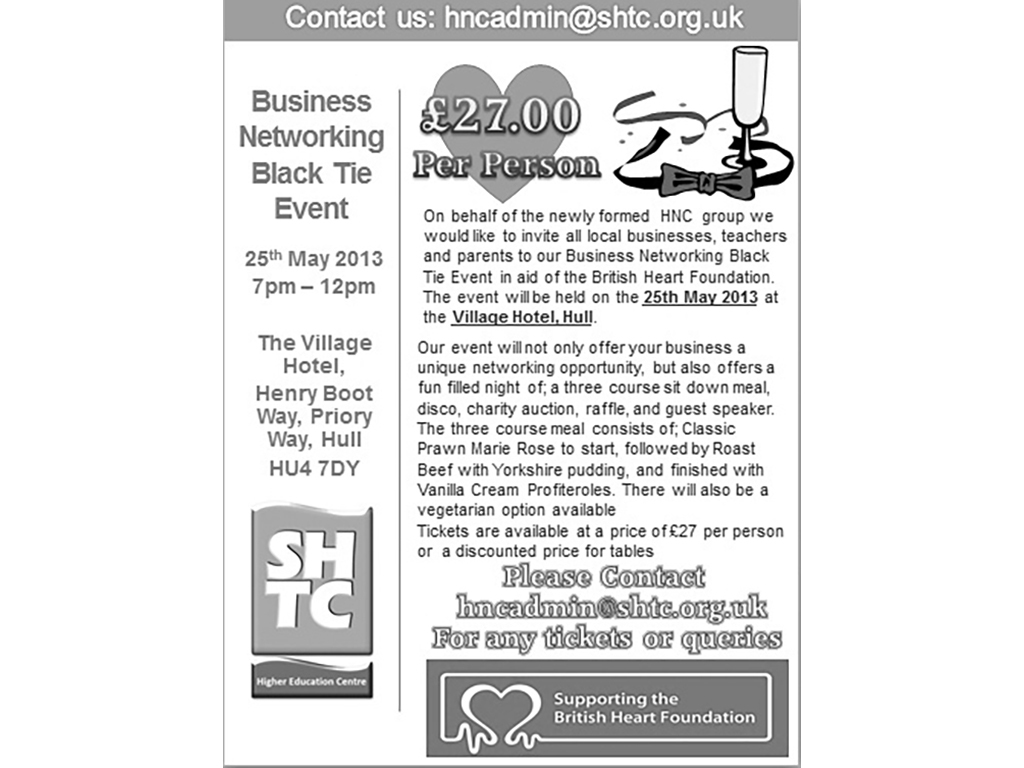 Contact us: hncadmin@shtc.org.uk
Business
Networking
Black Tie
Event
25th May 2013
7pm – 12pm
The Village
Hotel,
Henry Boot
Way, Priory
Way, Hull
HU4 7DY
SH
TC
Higher Education Centre
£27.00
Per Person
On behalf of the newly formed HNC group we
would like to invite all local businesses, teachers
and parents to our Business Networking Black
Tie Event in aid of the British Heart Foundation.
The event will be held on the 25th May 2013 at
the Village Hotel, Hull.
Our event will not only offer your business a
unique networking opportunity, but also offers a
fun filled night of; a three course sit down meal,
disco, charity auction, raffle, and guest speaker.
The three course meal consists of; Classic
Prawn Marie Rose to start, followed by Roast
Beef with Yorkshire pudding, and finished with
Vanilla Cream Profiteroles. There will also be a
vegetarian option available
Tickets are available at a price of £27 per person
or a discounted price for tables
Please Contact
hncadmin@shtc.org.uk
For any tickets or queries
Supporting the
British Heart Foundation